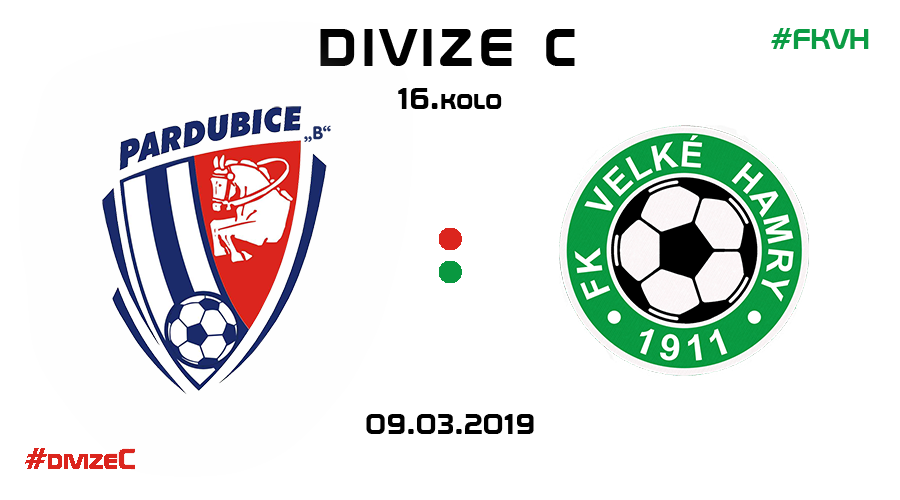 DIVIZE C
#FKVH
16.KOLO
PARDUBICE
„B“
FK VELKÉ HAMRY
1911
09.03.2019
#DIVIZEC